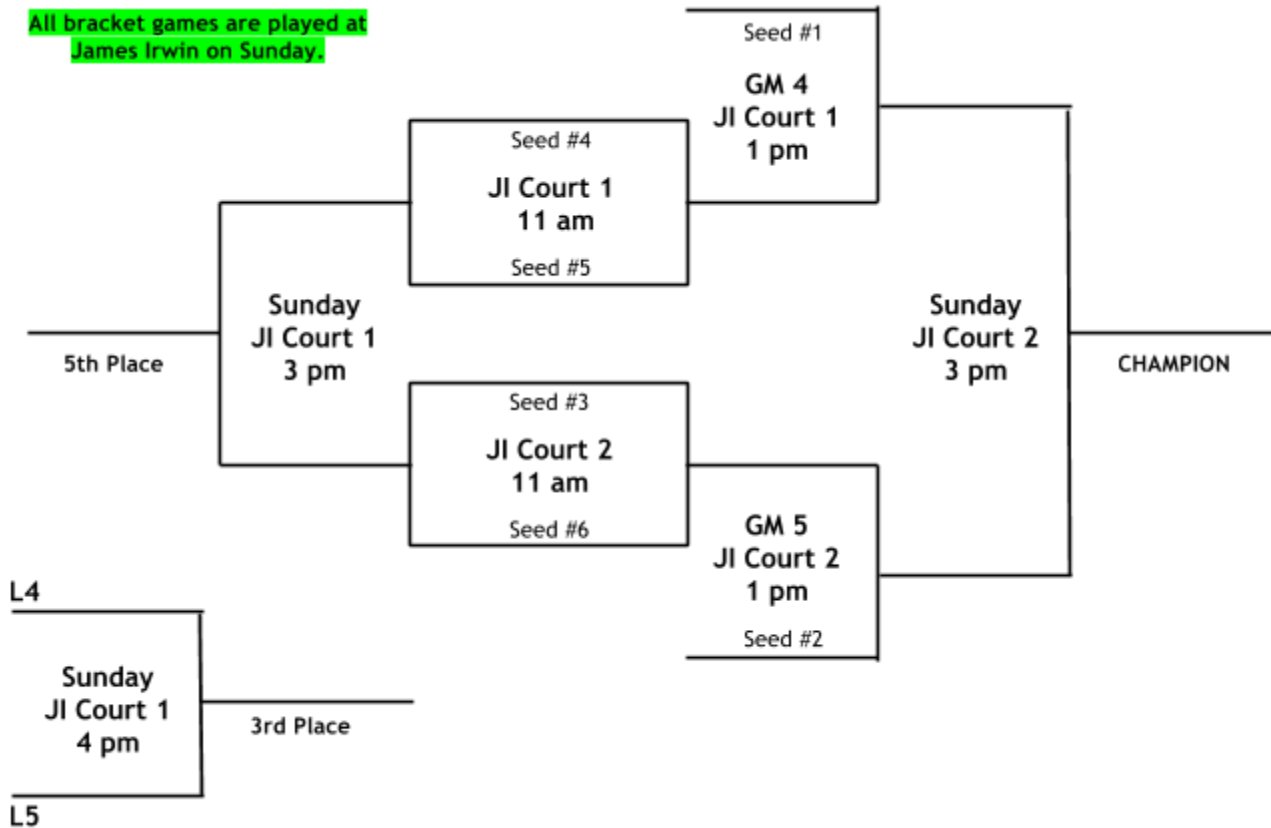 All bracket games are played at
James Irwin on Sunday.
Seed #1
GM 4
JI Court 1
1 pm
Seed #4
JI Court 1
11 am
Seed #5
Sunday
JI Court 1
3 pm
5th Place
Sunday
JI Court 2
3 pm
CHAMPION
Seed #3
JI Court 2
11 am
Seed #6
GM 5
JI Court 2
1 pm
Seed #2
L4
Sunday
JI Court 1
4 pm
3rd Place
L5